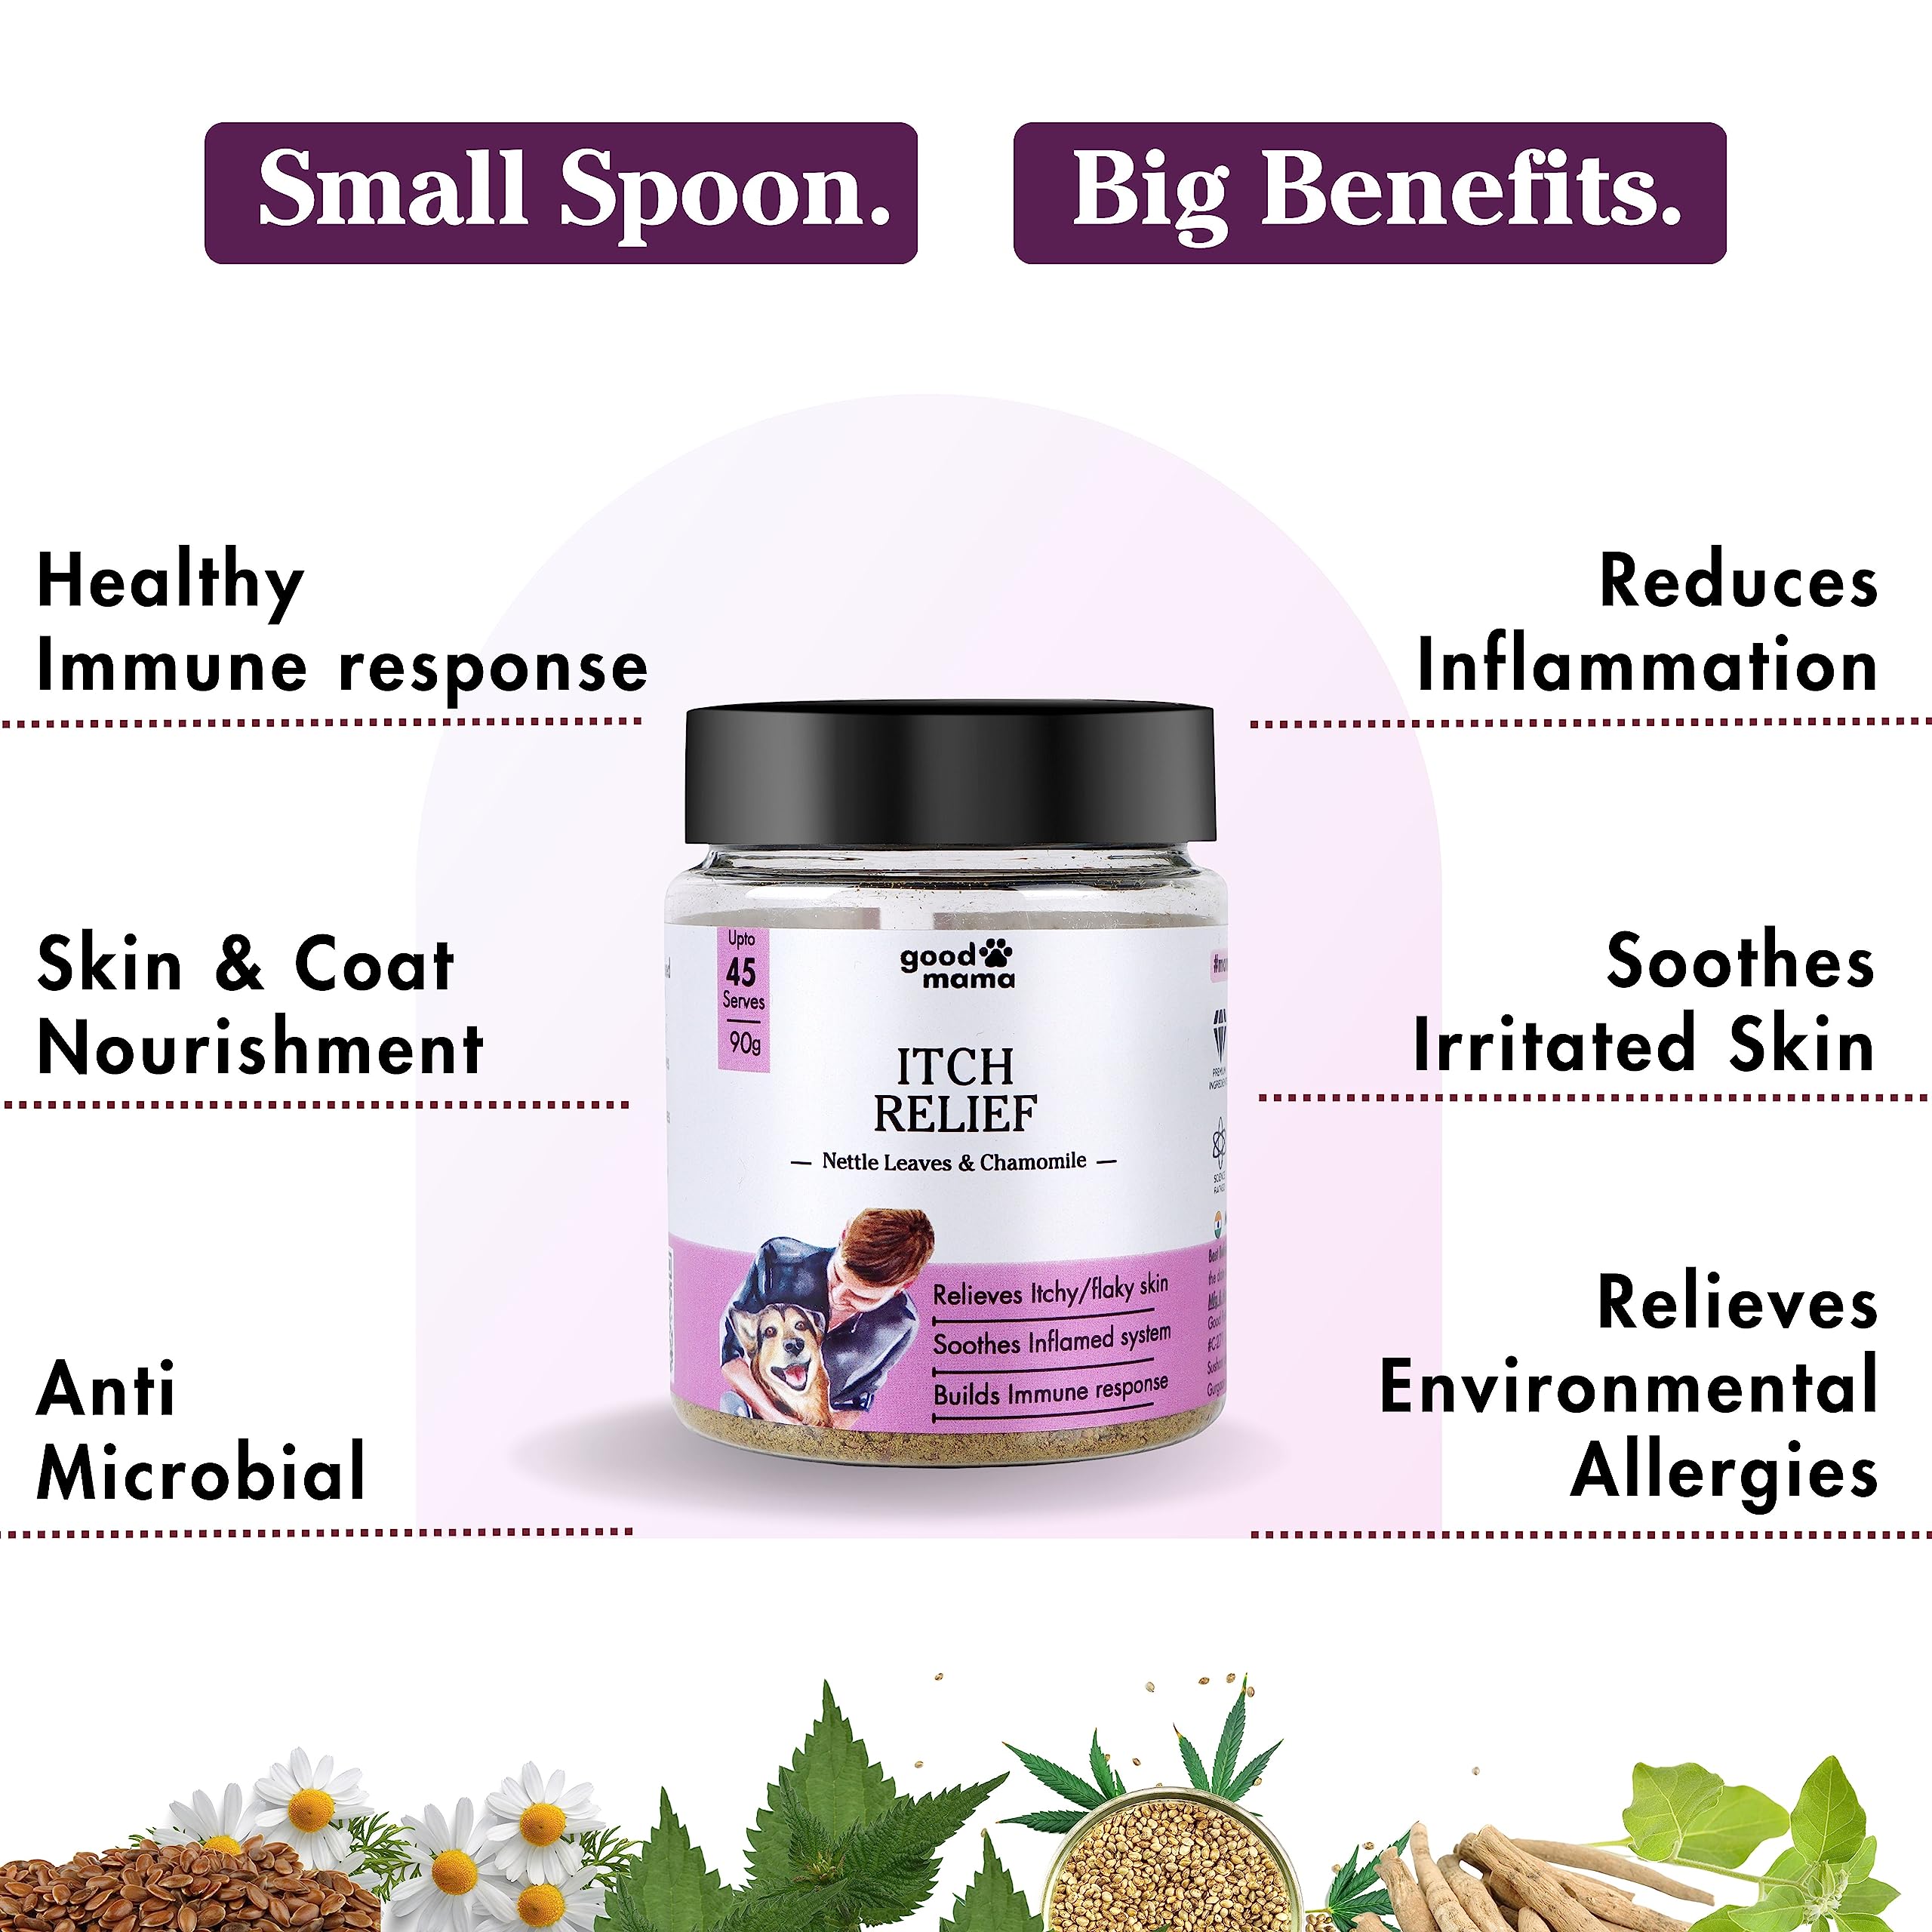 Small Spoon. Big Benefits.
Healthy
Immune response
Reduces
Inflammation
Skin & Coat
Nourishment
Soothes
Irritated Skin
Anti
Microbial
Relieves
Environmental
Allergies
Upto
45
Serves
90g
good
mama
ITCH
RELIEF
— Nettle Leaves & Chamomile —
Relieves Itchy/flaky skin
Soothes Inflamed system
Builds Immune response